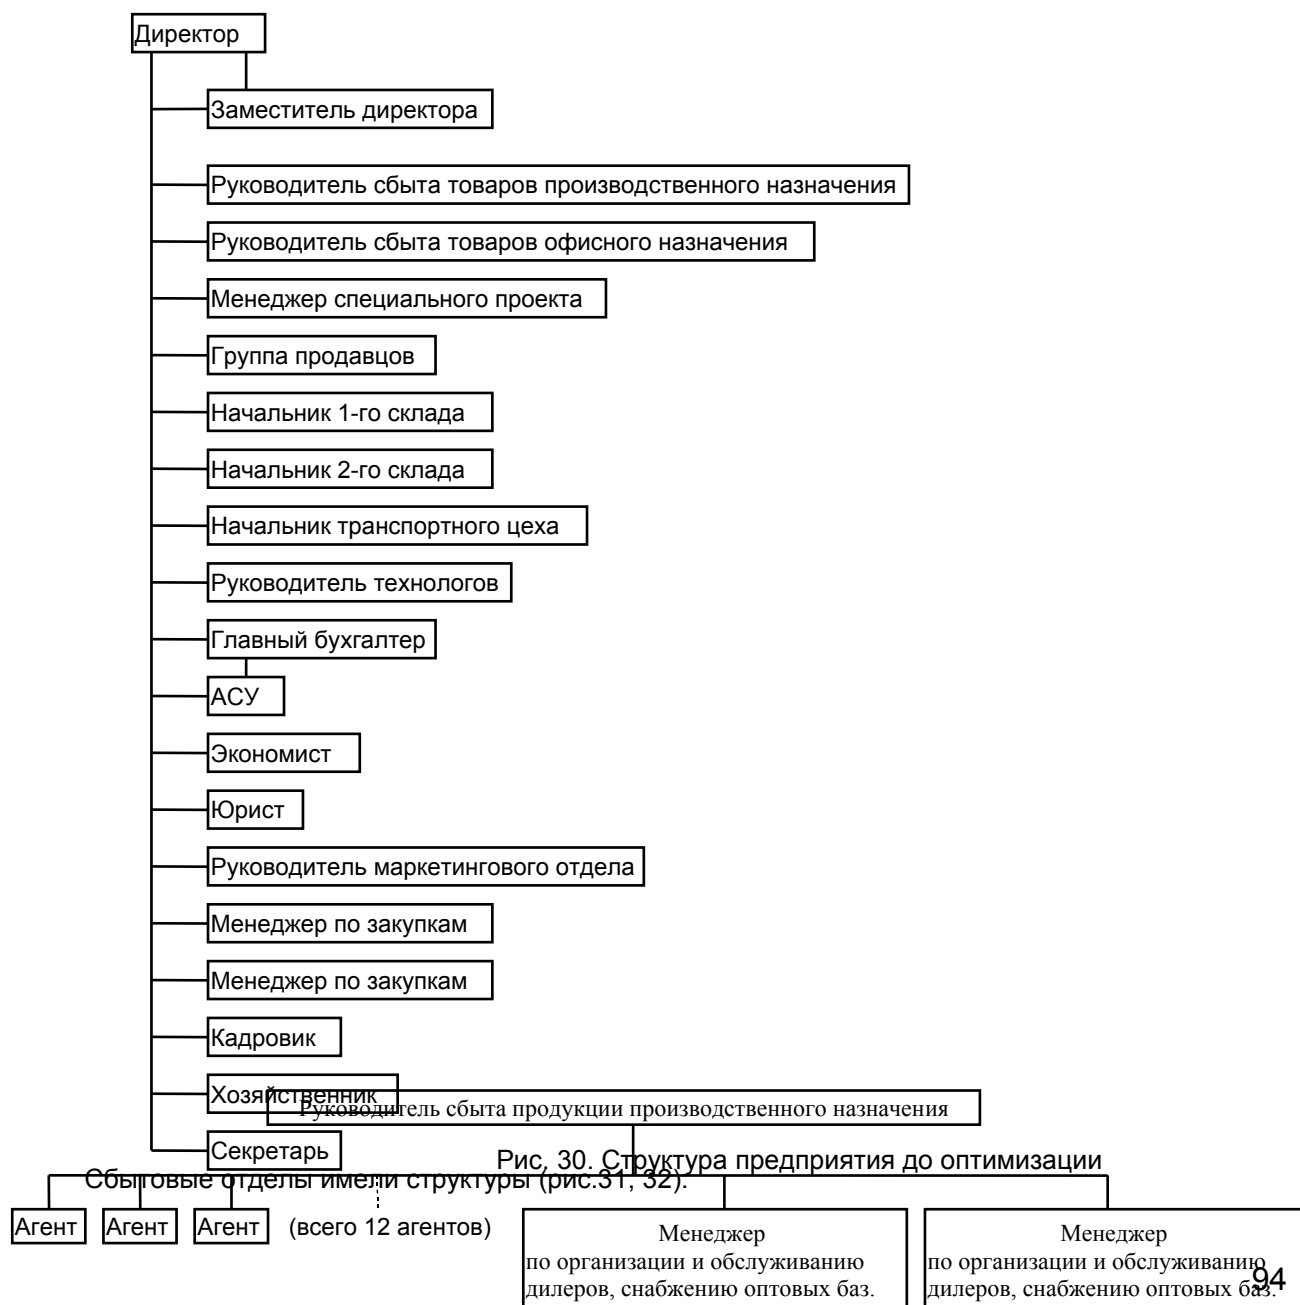 Директор
Заместитель директора
Руководитель сбыта товаров производственного назначения
Руководитель сбыта товаров офисного назначения
Менеджер специального проекта
Группа продавцов
Начальник 1-го склада
Начальник 2-го склада
Начальник транспортного цеха
Руководитель технологов
Главный бухгалтер
АСУ
Экономист
Юрист
Руководитель маркетингового отдела
Менеджер по закупкам
Менеджер по закупкам
Кадровик
Хозяйственник
Руководитель сбыта продукции производственного назначения
Секретарь
Рис. 30. Структура предприятия до оптимизации
Сбытовые отделы имели структуры (рис.31, 32).
Агент Агент Агент (всего 12 агентов)
Менеджер
по организации и обслуживанию
дилеров, снабжению оптовых баз.
Менеджер
по организации и обслуживанию
дилеров, снабжению оптовых баз.
94